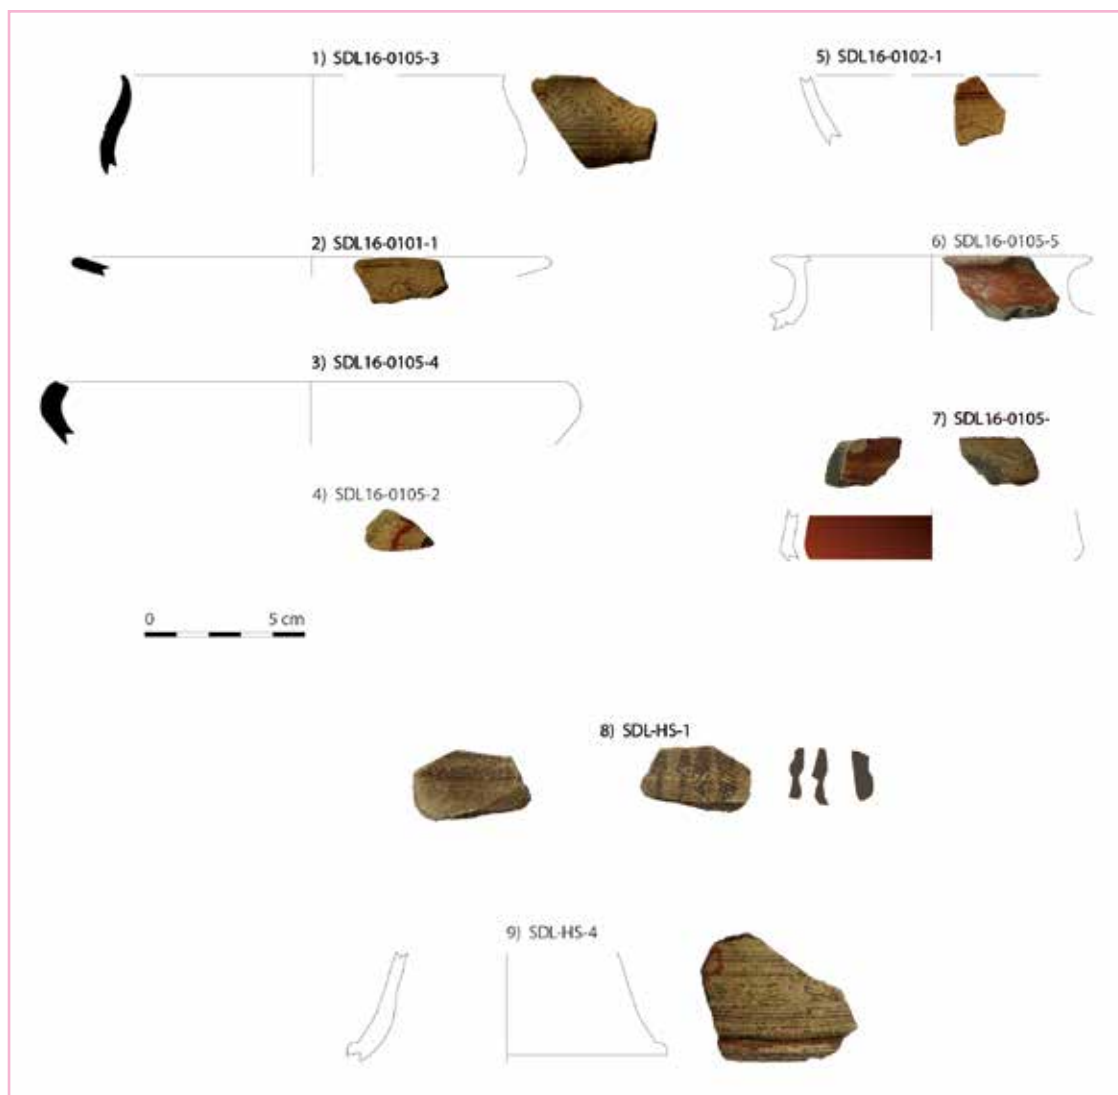 1) SDL16-0105-3
5) SDL16-0102-1
2) SDL16-0101-1
6) SDL16-0105-5
3) SDL16-0105-4
7) SDL16-0105-
4) SDL16-0105-2
0 5 cm
8) SDL-HS-1
9) SDL-HS-4